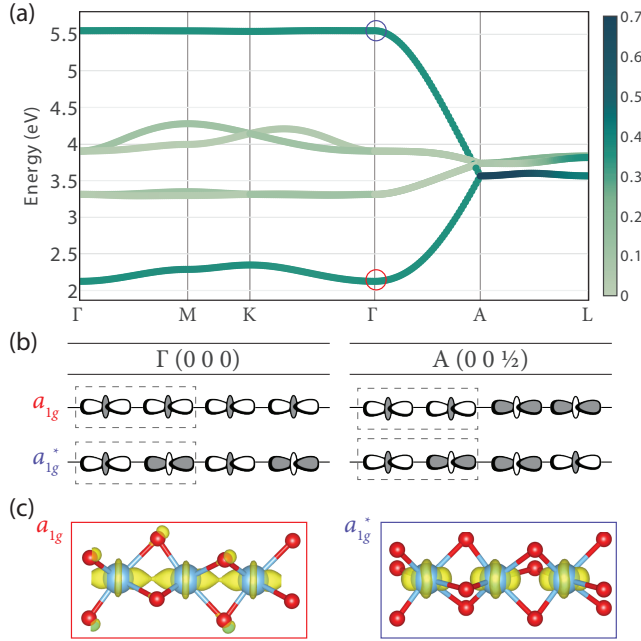 (a)
5.5
5
4.5
4
3.5
3
2.5
2
Energy (eV)
Γ M K Γ A L
0.7
0.6
0.5
0.4
0.3
0.2
0.1
0
(b)
Γ (0 0 0) A (0 0 ½)
a1g
a1g*
(c)
a1g a1g*